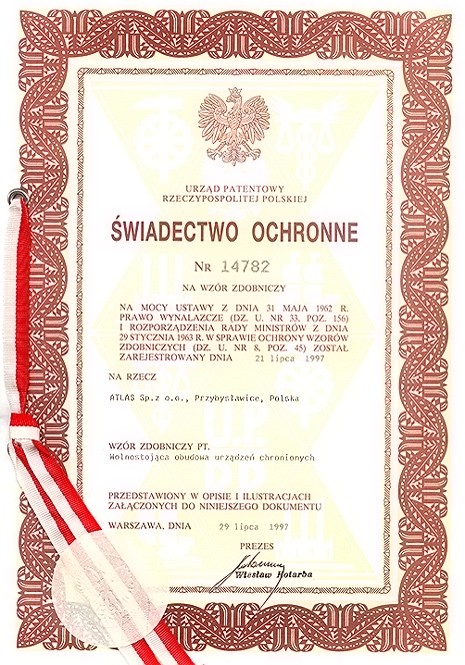 URZĄD PATENTOWY
RZECZYPOSPOLITEJ POLSKIEJ
ŚWIADECTWO OCHRONNE
NR 14782
NA WZÓR ZDOBNICZY
NA MOCY USTAWY Z DNIA 31 MAJA 1962 R.
PRAWO WYNALAZCZE (DZ. U. NR 33, POZ. 156)
I ROZPORZĄDZENIA RADY MINISTRÓW Z DNIA
29 STYCZNIA 1963 R. W SPRAWIE OCHRONY WZORÓW
ZDOBNICZYCH (DZ. U. NR 8, POZ. 45) ZOSTAŁ
ZAREJESTROWANY DNIA 21 lipca 1997
NA RZECZ
ATLAS Sp.z o.o., Przybysławice, Polska
WZÓR ZDOBNICZY PT.
Wolnostojąca obudowa urządzeń chronionych
PRZEDSTAWIONY W OPISIE I ILUSTRACJACH
ZAŁĄCZONYCH DO NINIEJSZEGO DOKUMENTU
WARSZAWA, DNIA 29 lipca 1997
PREZES
Wiesław Kotarba